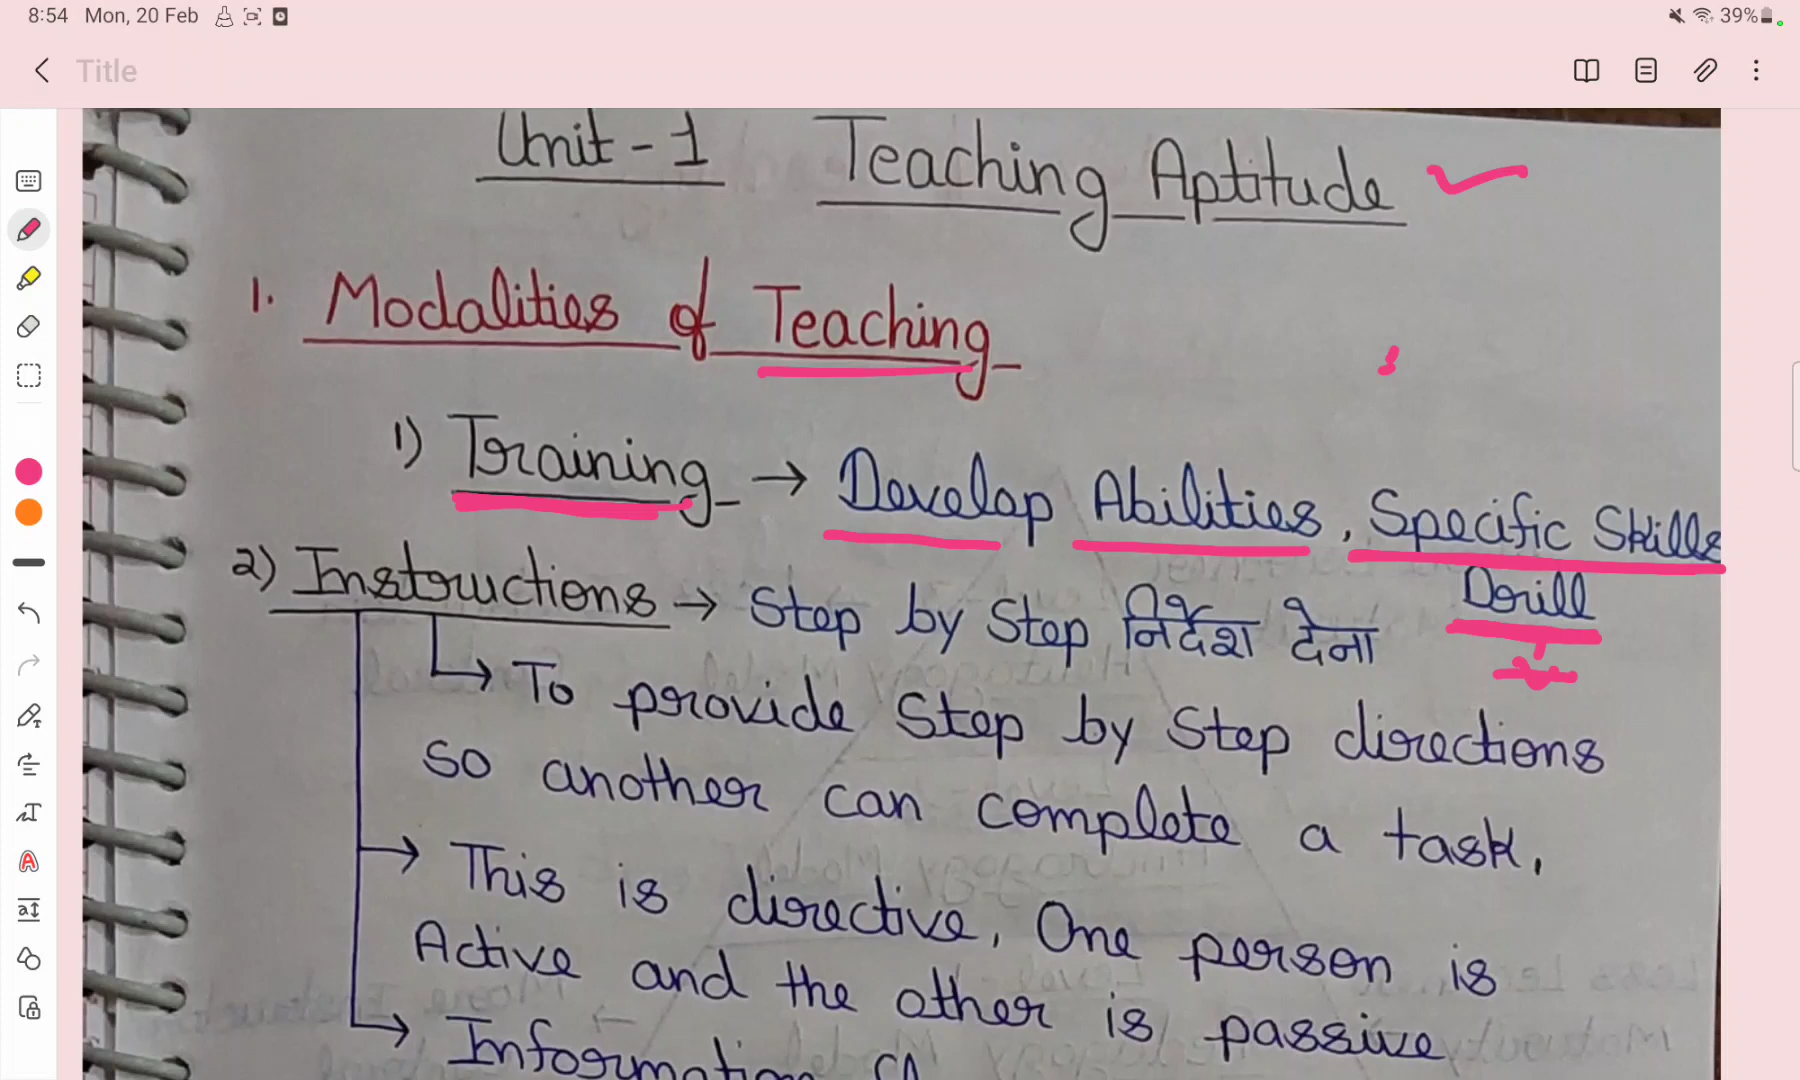 8:54 Mon, 20 Feb
39%
Title
Unit - 1 Teaching Aptitude
1. Modalities of Teaching
1) Training → Develop Abilities, Specific Skills
Drill
2) Instructions → Step by Step निर्देश देना
To provide Step by Step directions
so another can complete a task,
This is directive, One person is
Active and the other is passive
Information